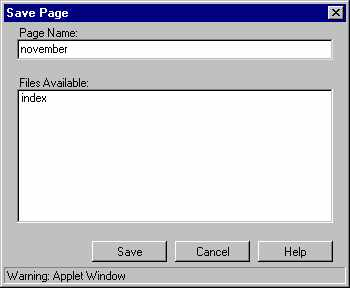 Save Page
Page Name:
november
Files Available:
index
Save Cancel Help
Warning: Applet Window